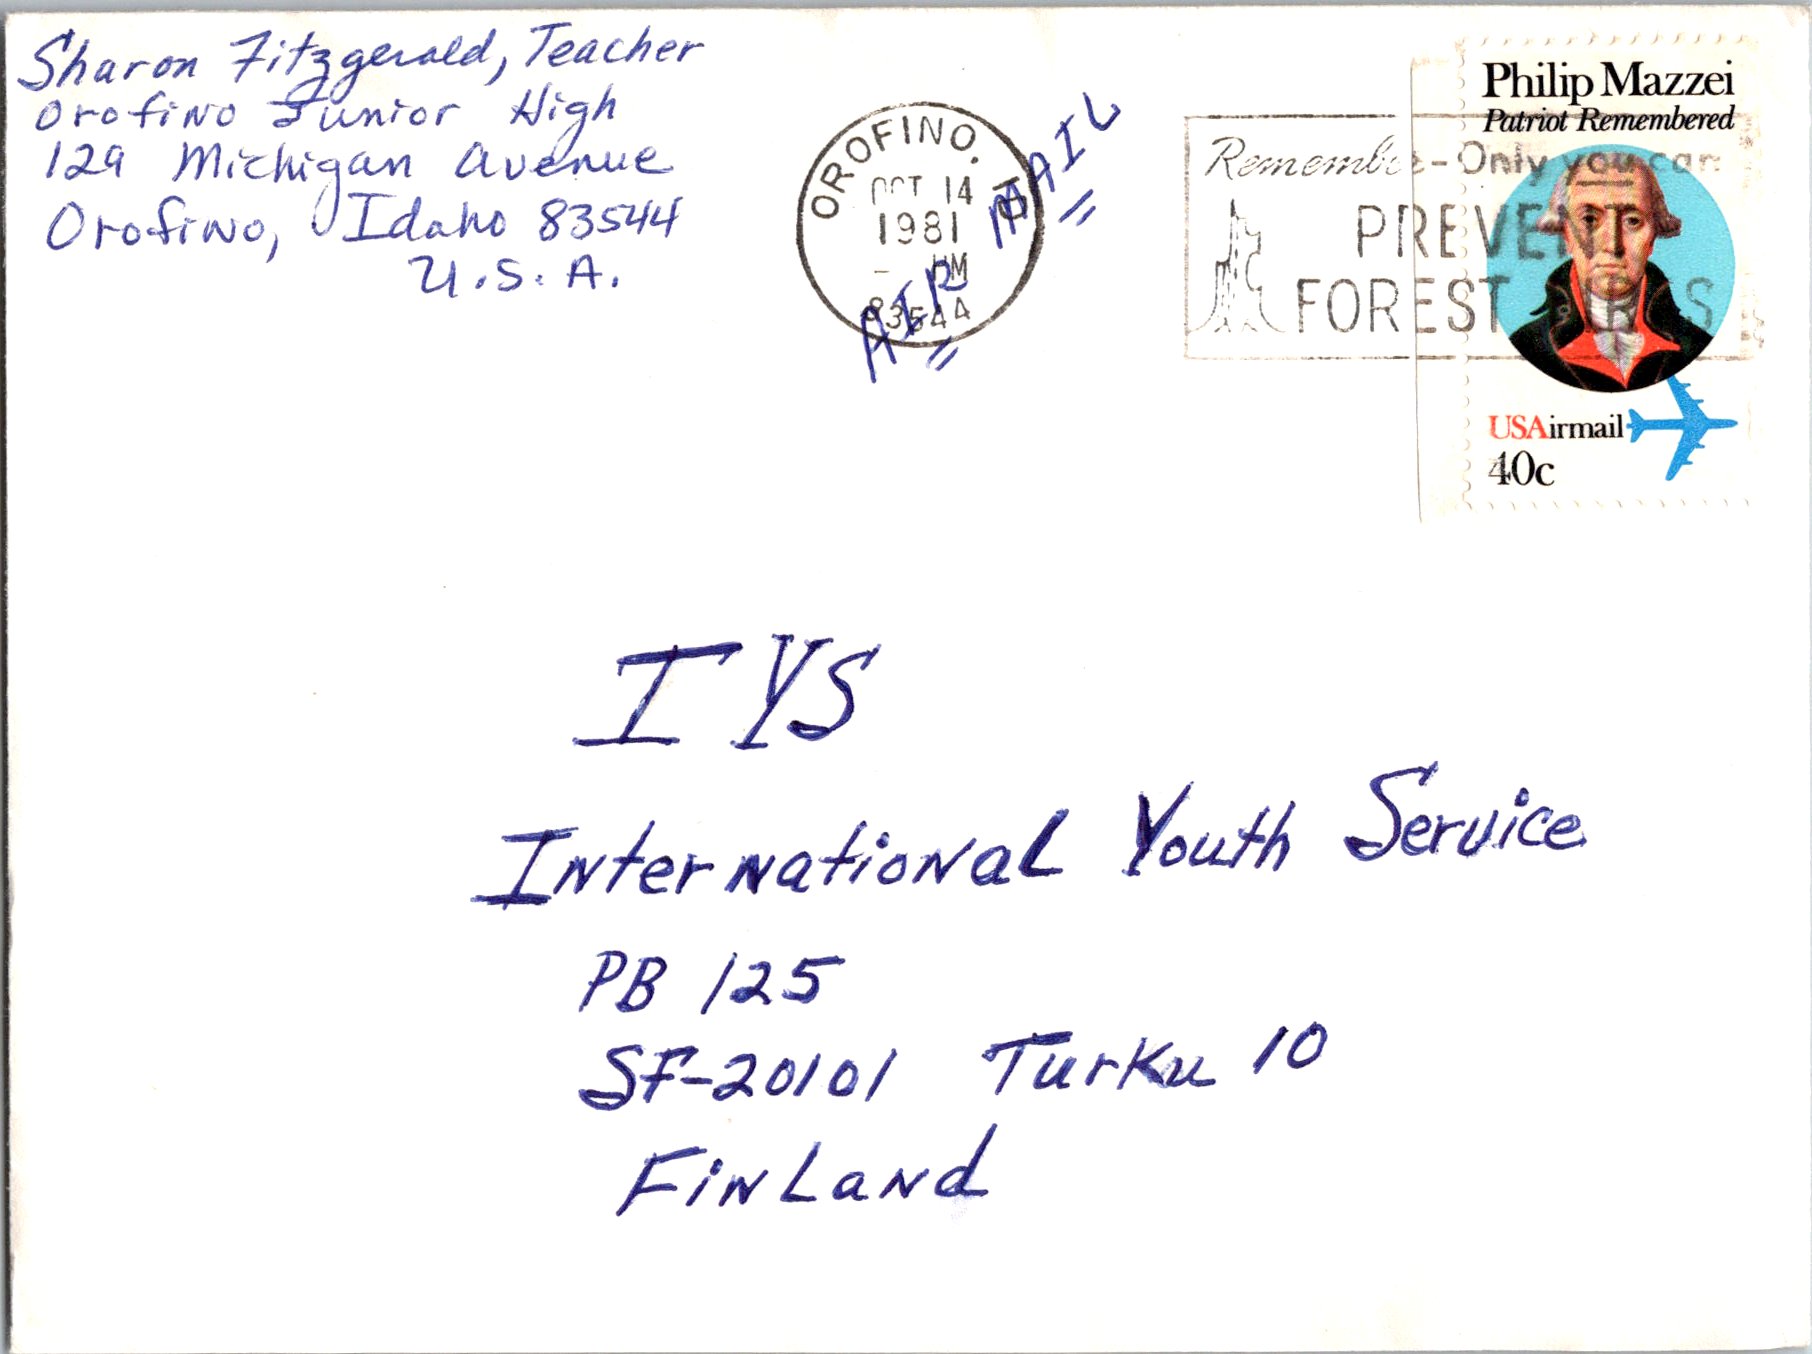 Sharon Fitzgerald, Teacher
Orofino Junior High
129 Michigan Avenue
Orofino, Idaho 83544
U.S.A.
OROFINO, ID
OCT 14
1981
83544
AIR MAIL
Remember-Only you can
PREVENT
FOREST FIRES
Philip Mazzei
Patriot Remembered
USAirmail
40c
IYS
International Youth Service
PB 125
SF-20101 Turku 10
Finland